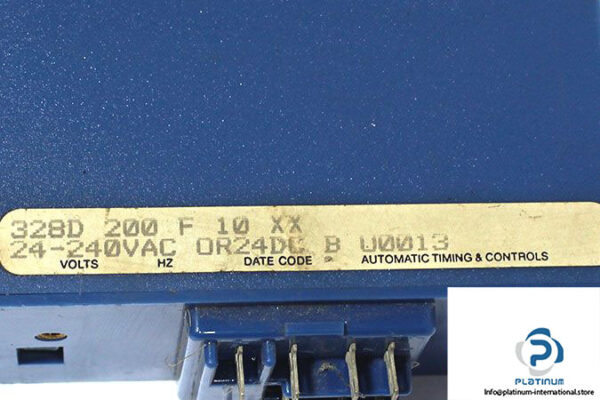 328D 200 F 10 XX
24-240VAC OR24DC B U0013
VOLTS HZ DATE CODE AUTOMATIC TIMING & CONTROLS
PLATINUM
Info@platinum-international.store